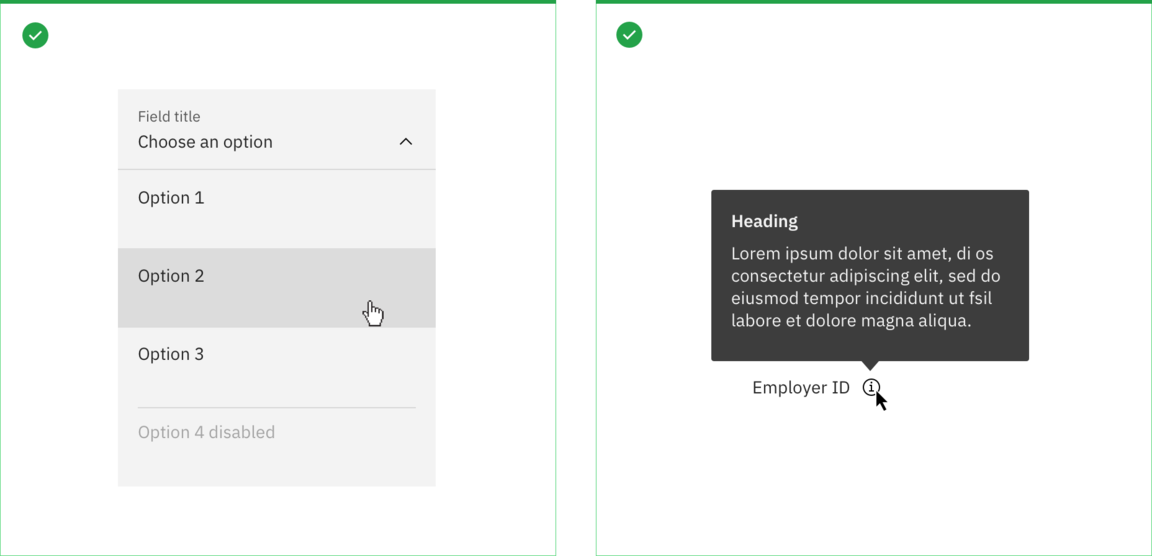 Field title
Choose an option
Option 1
Option 2
Option 3
Option 4 disabled
Heading
Lorem ipsum dolor sit amet, di os
consectetur adipiscing elit, sed do
eiusmod tempor incididunt ut fsil
labore et dolore magna aliqua.
Employer ID